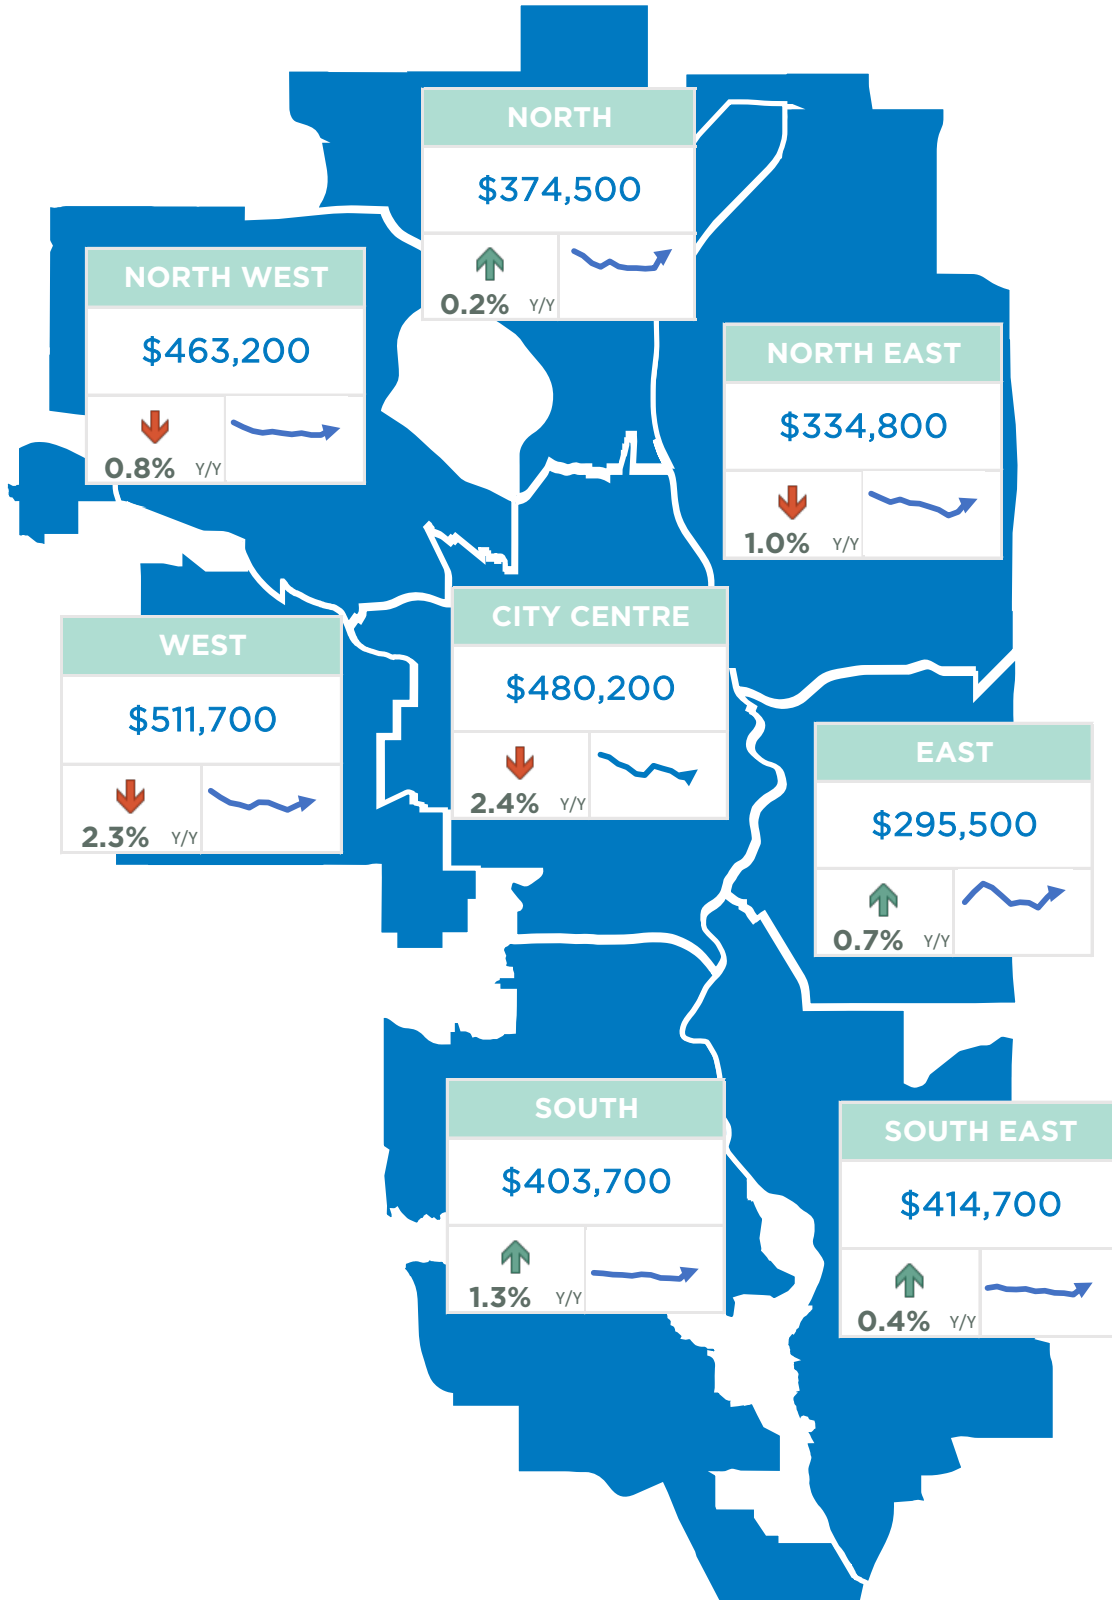 NORTH
$374,500
0.2% Y/Y
NORTH WEST
$463,200
0.8% Y/Y
NORTH EAST
$334,800
1.0% Y/Y
CITY CENTRE
$480,200
2.4% Y/Y
WEST
$511,700
2.3% Y/Y
EAST
$295,500
0.7% Y/Y
SOUTH
$403,700
1.3% Y/Y
SOUTH EAST
$414,700
0.4% Y/Y